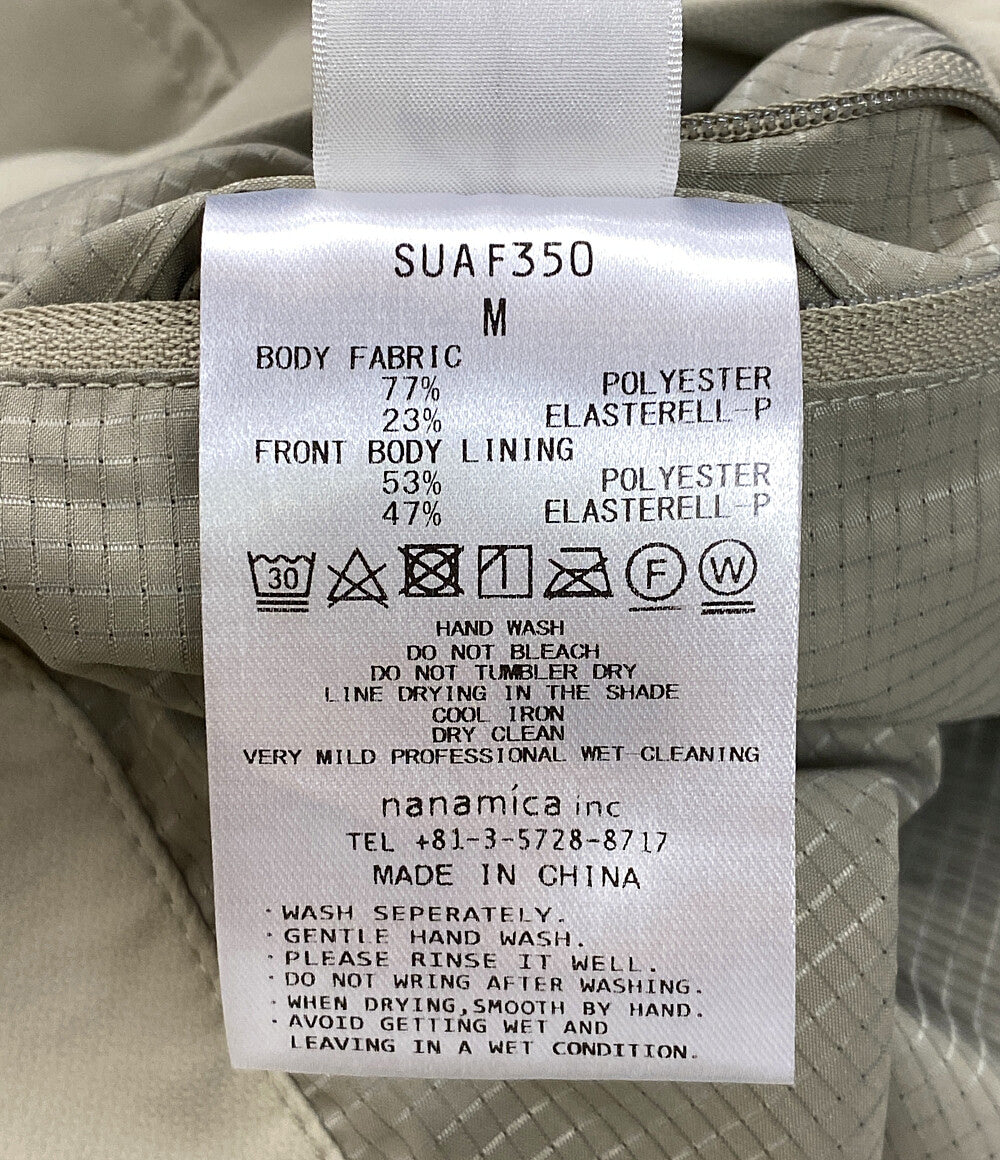 SUAF350
M
BODY FABRIC
77% POLYESTER
23% ELASTERELL-P
FRONT BODY LINING
53% POLYESTER
47% ELASTERELL-P
30 F W
HAND WASH
DO NOT BLEACH
DO NOT TUMBLER DRY
LINE DRYING IN THE SHADE
COOL IRON
DRY CLEAN
VERY MILD PROFESSIONAL WET CLEANING
nanamica inc
TEL +81-3-5728-8717
MADE IN CHINA
・WASH SEPERATELY.
・GENTLE HAND WASH.
・PLEASE RINSE IT WELL.
・DO NOT WRING AFTER WASHING.
・WHEN DRYING,SMOOTH BY HAND.
・AVOID GETTING WET AND
LEAVING IN A WET CONDITION.